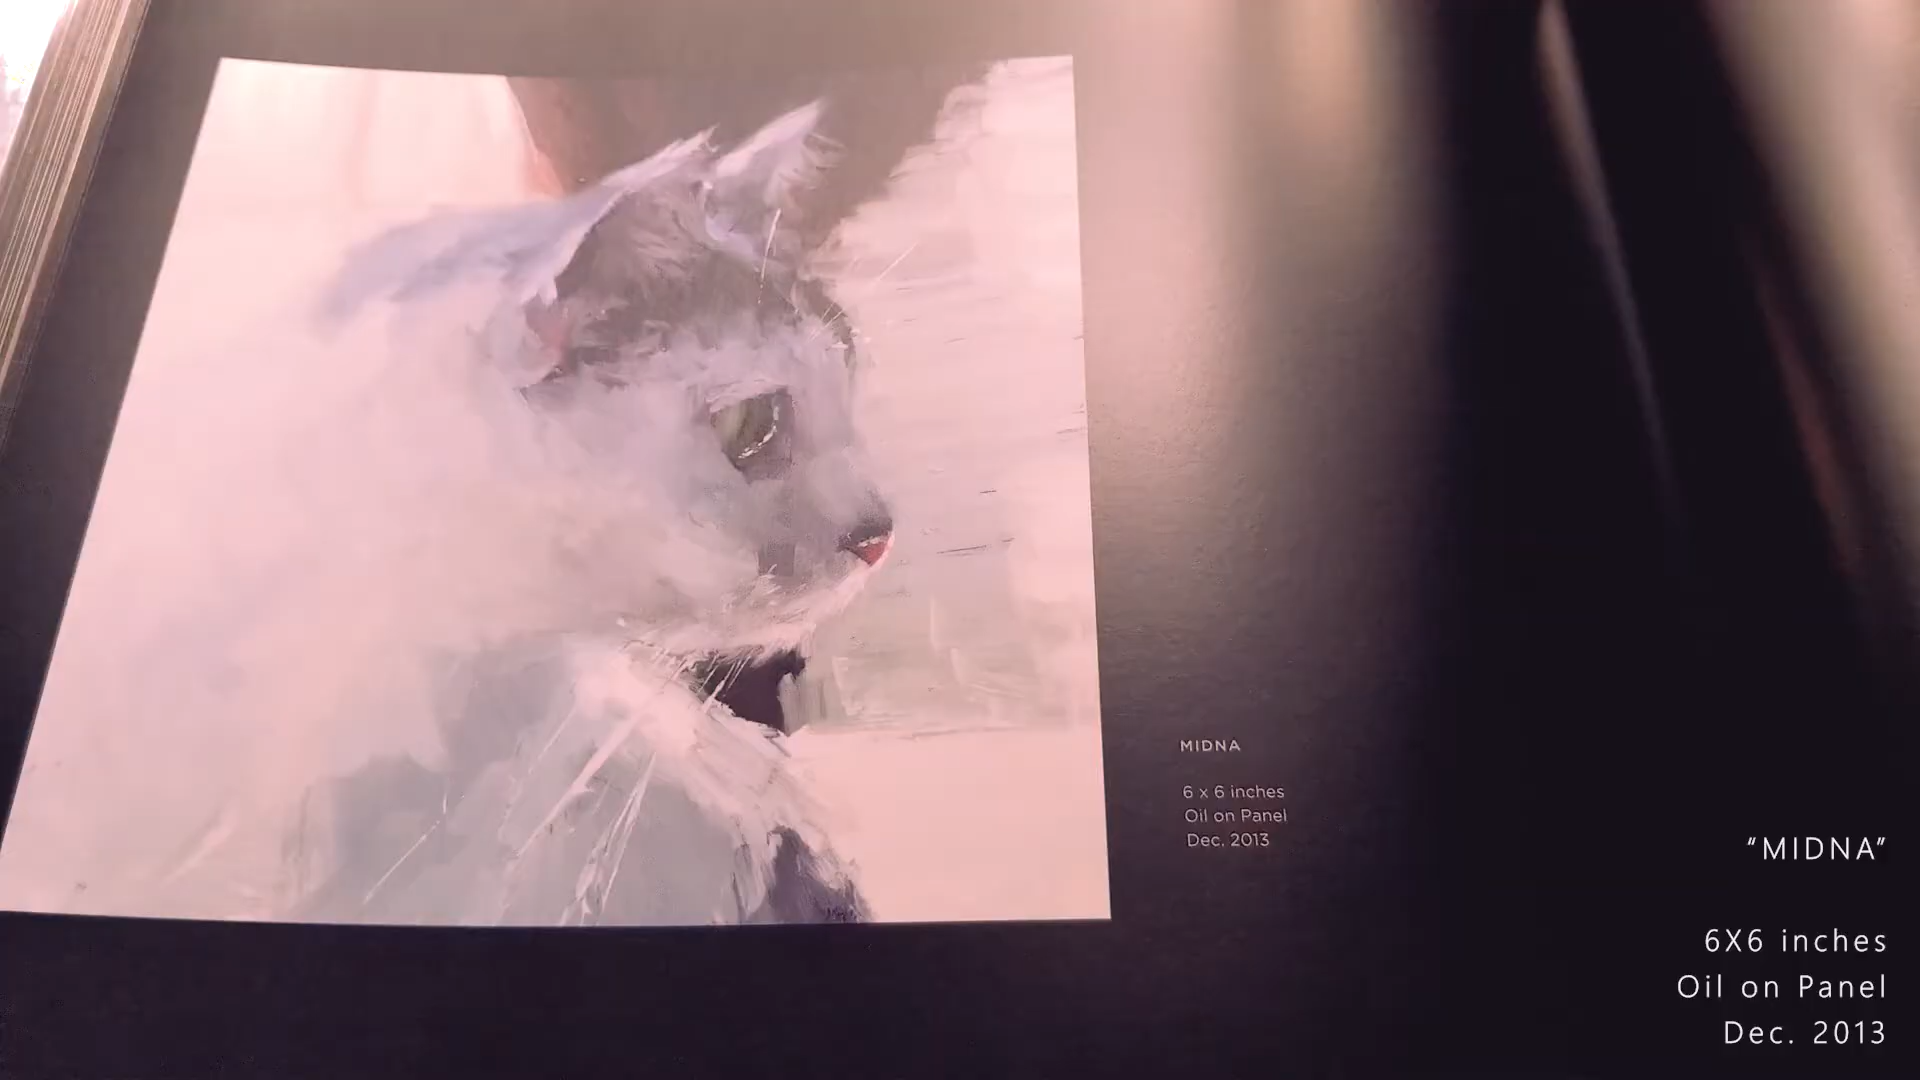 MIDNA
6 x 6 inches
Oil on Panel
Dec. 2013
“MIDNA”
6X6 inches
Oil on Panel
Dec. 2013